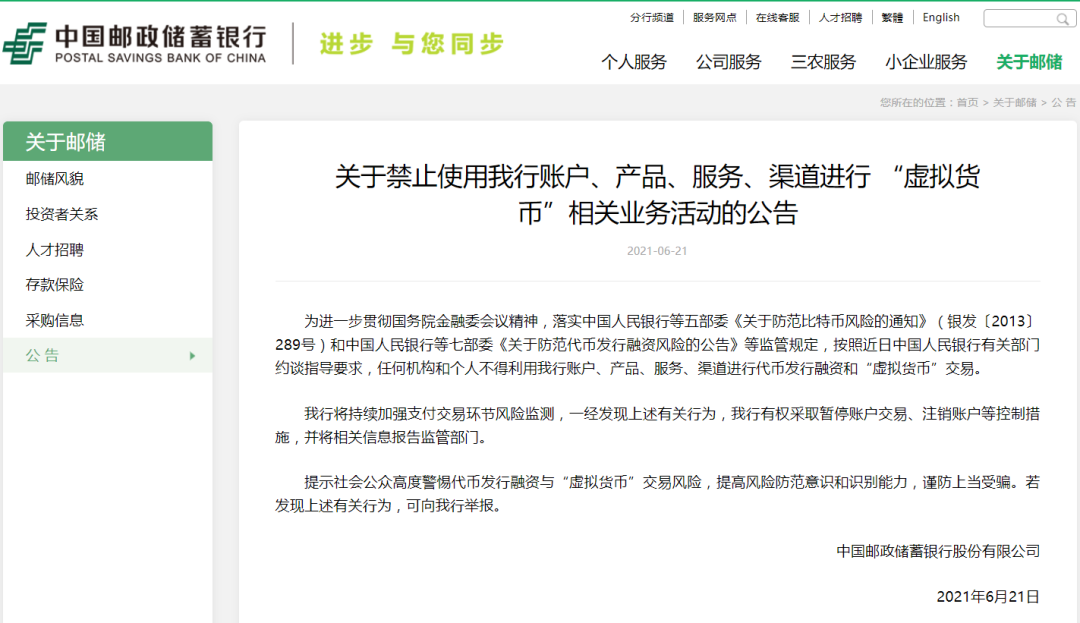 分行频道 服务网点 在线客服 人才招聘 繁體 English
中国邮政储蓄银行
POSTAL SAVINGS BANK OF CHINA
进步 与您同步
个人服务 公司服务 三农服务 小企业服务 关于邮储
您所在的位置：首页 > 关于邮储 > 公 告
关于邮储
邮储风貌
投资者关系
人才招聘
存款保险
采购信息
公 告
关于禁止使用我行账户、产品、服务、渠道进行 “虚拟货
币”相关业务活动的公告
2021-06-21
为进一步贯彻国务院金融委会议精神，落实中国人民银行等五部委《关于防范比特币风险的通知》（银发〔2013〕
289号）和中国人民银行等七部委《关于防范代币发行融资风险的公告》等监管规定，按照近日中国人民银行有关部门
约谈指导要求，任何机构和个人不得利用我行账户、产品、服务、渠道进行代币发行融资和“虚拟货币”交易。
我行将持续加强支付交易环节风险监测，一经发现上述有关行为，我行有权采取暂停账户交易、注销账户等控制措
施，并将相关信息报告监管部门。
提示社会公众高度警惕代币发行融资与“虚拟货币”交易风险，提高风险防范意识和识别能力，谨防上当受骗。若
发现上述有关行为，可向我行举报。
中国邮政储蓄银行股份有限公司
2021年6月21日